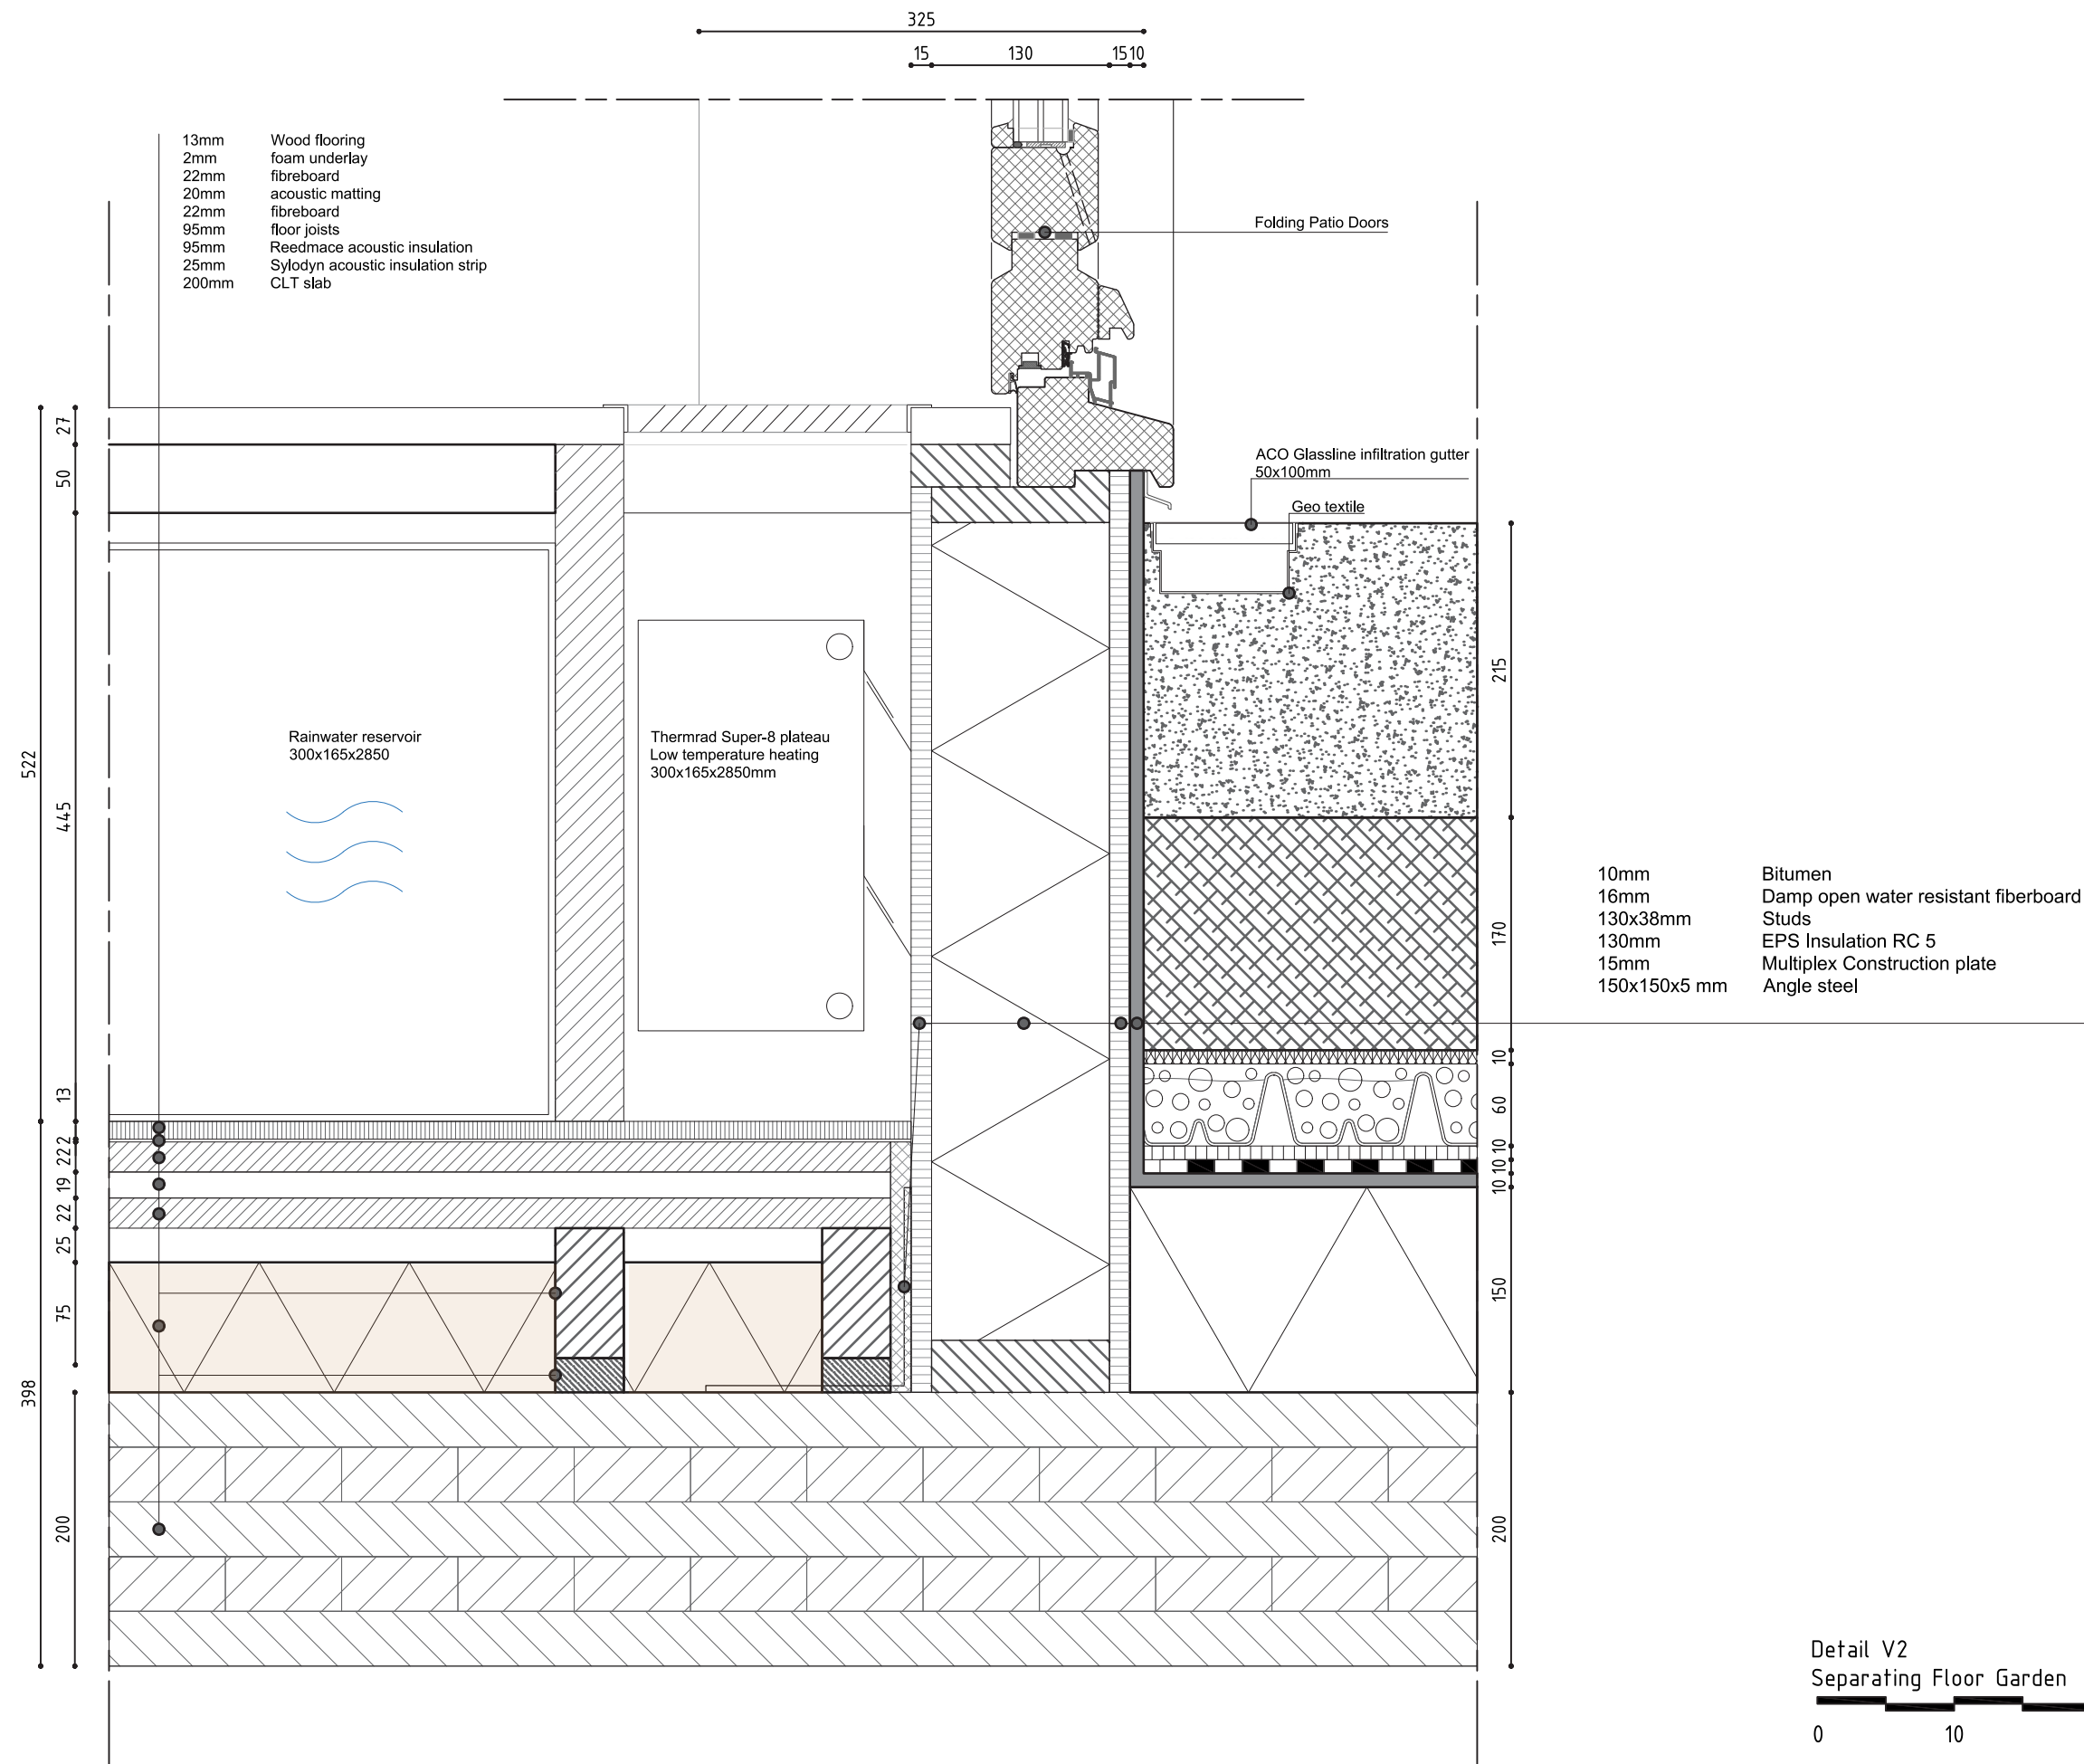 325
15 130 15 10
13mm Wood flooring
2mm foam underlay
22mm fibreboard
20mm acoustic matting
22mm fibreboard
95mm floor joists
95mm Reedmace acoustic insulation
25mm Sylodyn acoustic insulation strip
200mm CLT slab
Folding Patio Doors
ACO Glassline infiltration gutter
50x100mm
Geo textile
Rainwater reservoir
300x165x2850
Thermrad Super-8 plateau
Low temperature heating
300x165x2850mm
522
398
27
50
445
13
222
19
22
25
75
200
215
170
10
60
10
10
10
150
200
10mm Bitumen
16mm Damp open water resistant fiberboard
130x38mm Studs
130mm EPS Insulation RC 5
15mm Multiplex Construction plate
150x150x5 mm Angle steel
Detail V2
Separating Floor Garden
0 10